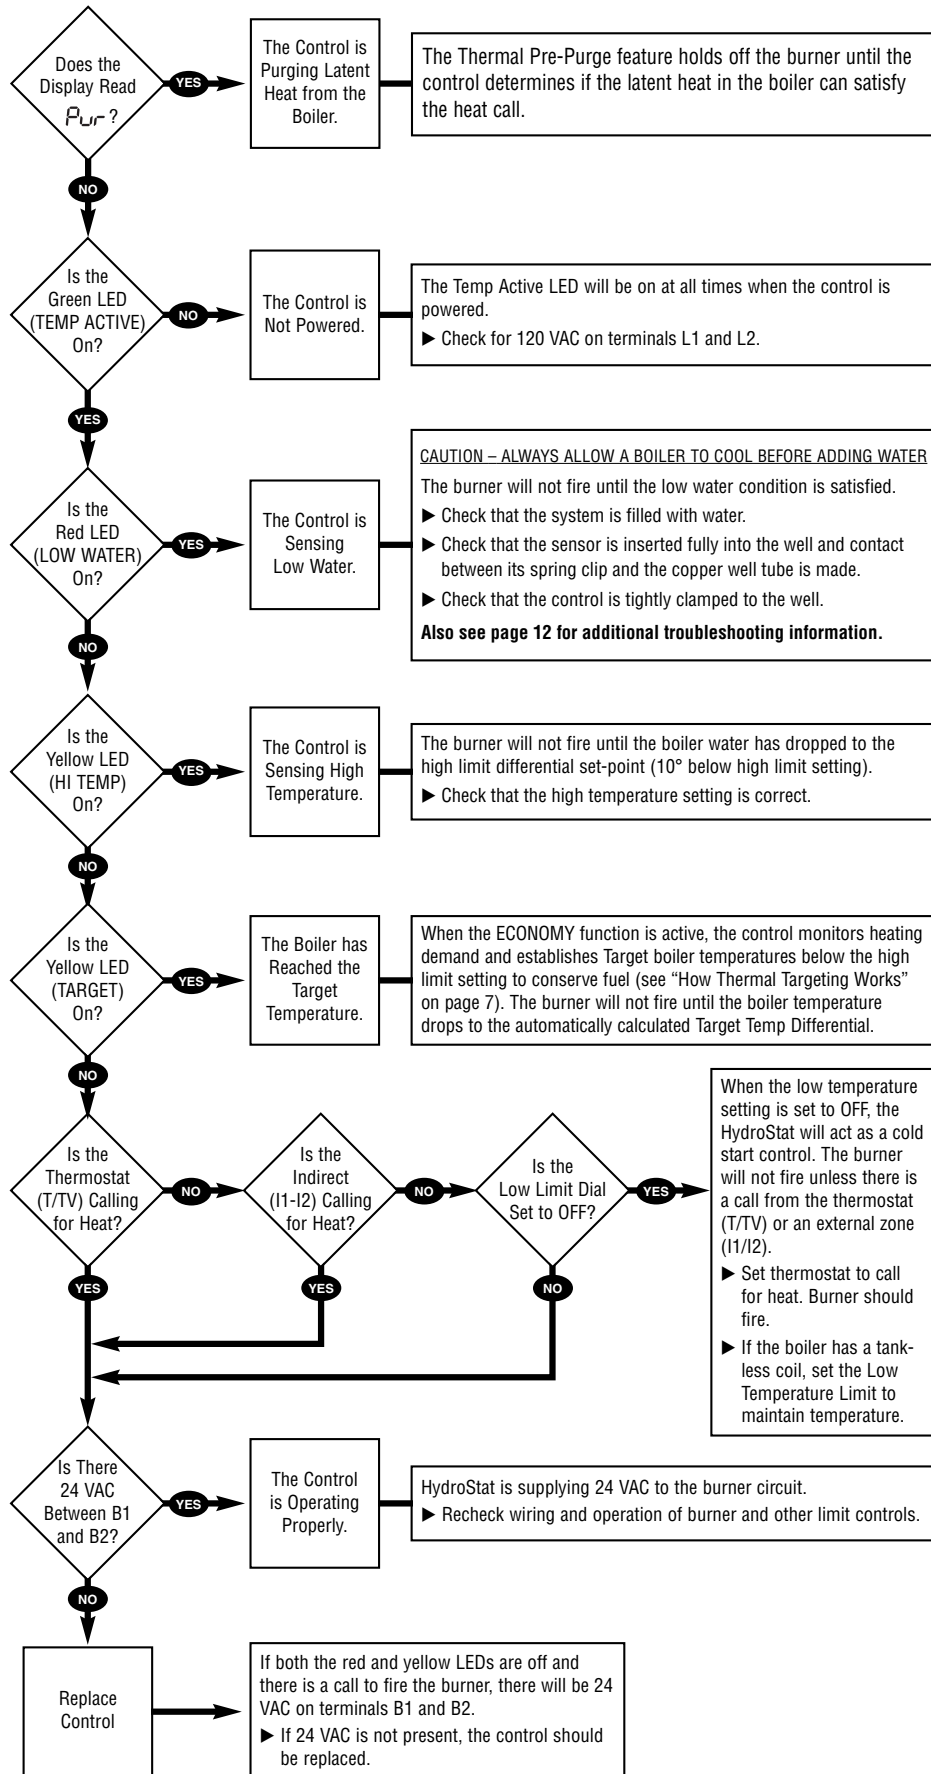 Does the
Display Read
Pur ?
YES
The Control is
Purging Latent
Heat from the
Boiler.
The Thermal Pre-Purge feature holds off the burner until the
control determines if the latent heat in the boiler can satisfy
the heat call.
NO
Is the
Green LED
(TEMP ACTIVE)
On?
NO
The Control is
Not Powered.
The Temp Active LED will be on at all times when the control is
powered.
► Check for 120 VAC on terminals L1 and L2.
YES
Is the
Red LED
(LOW WATER)
On?
YES
The Control is
Sensing
Low Water.
CAUTION – ALWAYS ALLOW A BOILER TO COOL BEFORE ADDING WATER
The burner will not fire until the low water condition is satisfied.
► Check that the system is filled with water.
► Check that the sensor is inserted fully into the well and contact
between its spring clip and the copper well tube is made.
► Check that the control is tightly clamped to the well.
Also see page 12 for additional troubleshooting information.
NO
Is the
Yellow LED
(HI TEMP)
On?
YES
The Control is
Sensing High
Temperature.
The burner will not fire until the boiler water has dropped to the
high limit differential set-point (10° below high limit setting).
► Check that the high temperature setting is correct.
NO
Is the
Yellow LED
(TARGET)
On?
YES
The Boiler has
Reached the
Target
Temperature.
When the ECONOMY function is active, the control monitors heating
demand and establishes Target boiler temperatures below the high
limit setting to conserve fuel (see “How Thermal Targeting Works”
on page 7). The burner will not fire until the boiler temperature
drops to the automatically calculated Target Temp Differential.
NO
Is the
Thermostat
(T/TV) Calling
for Heat?
NO
Is the
Indirect
(I1-I2) Calling
for Heat?
NO
Is the
Low Limit Dial
Set to OFF?
YES
When the low temperature
setting is set to OFF, the
HydroStat will act as a cold
start control. The burner
will not fire unless there is
a call from the thermostat
(T/TV) or an external zone
(I1/I2).
► Set thermostat to call
for heat. Burner should
fire.
► If the boiler has a tank-
less coil, set the Low
Temperature Limit to
maintain temperature.
YES
YES
NO
Is There
24 VAC
Between B1
and B2?
YES
The Control
is Operating
Properly.
HydroStat is supplying 24 VAC to the burner circuit.
► Recheck wiring and operation of burner and other limit controls.
NO
Replace
Control
If both the red and yellow LEDs are off and
there is a call to fire the burner, there will be 24
VAC on terminals B1 and B2.
► If 24 VAC is not present, the control should
be replaced.